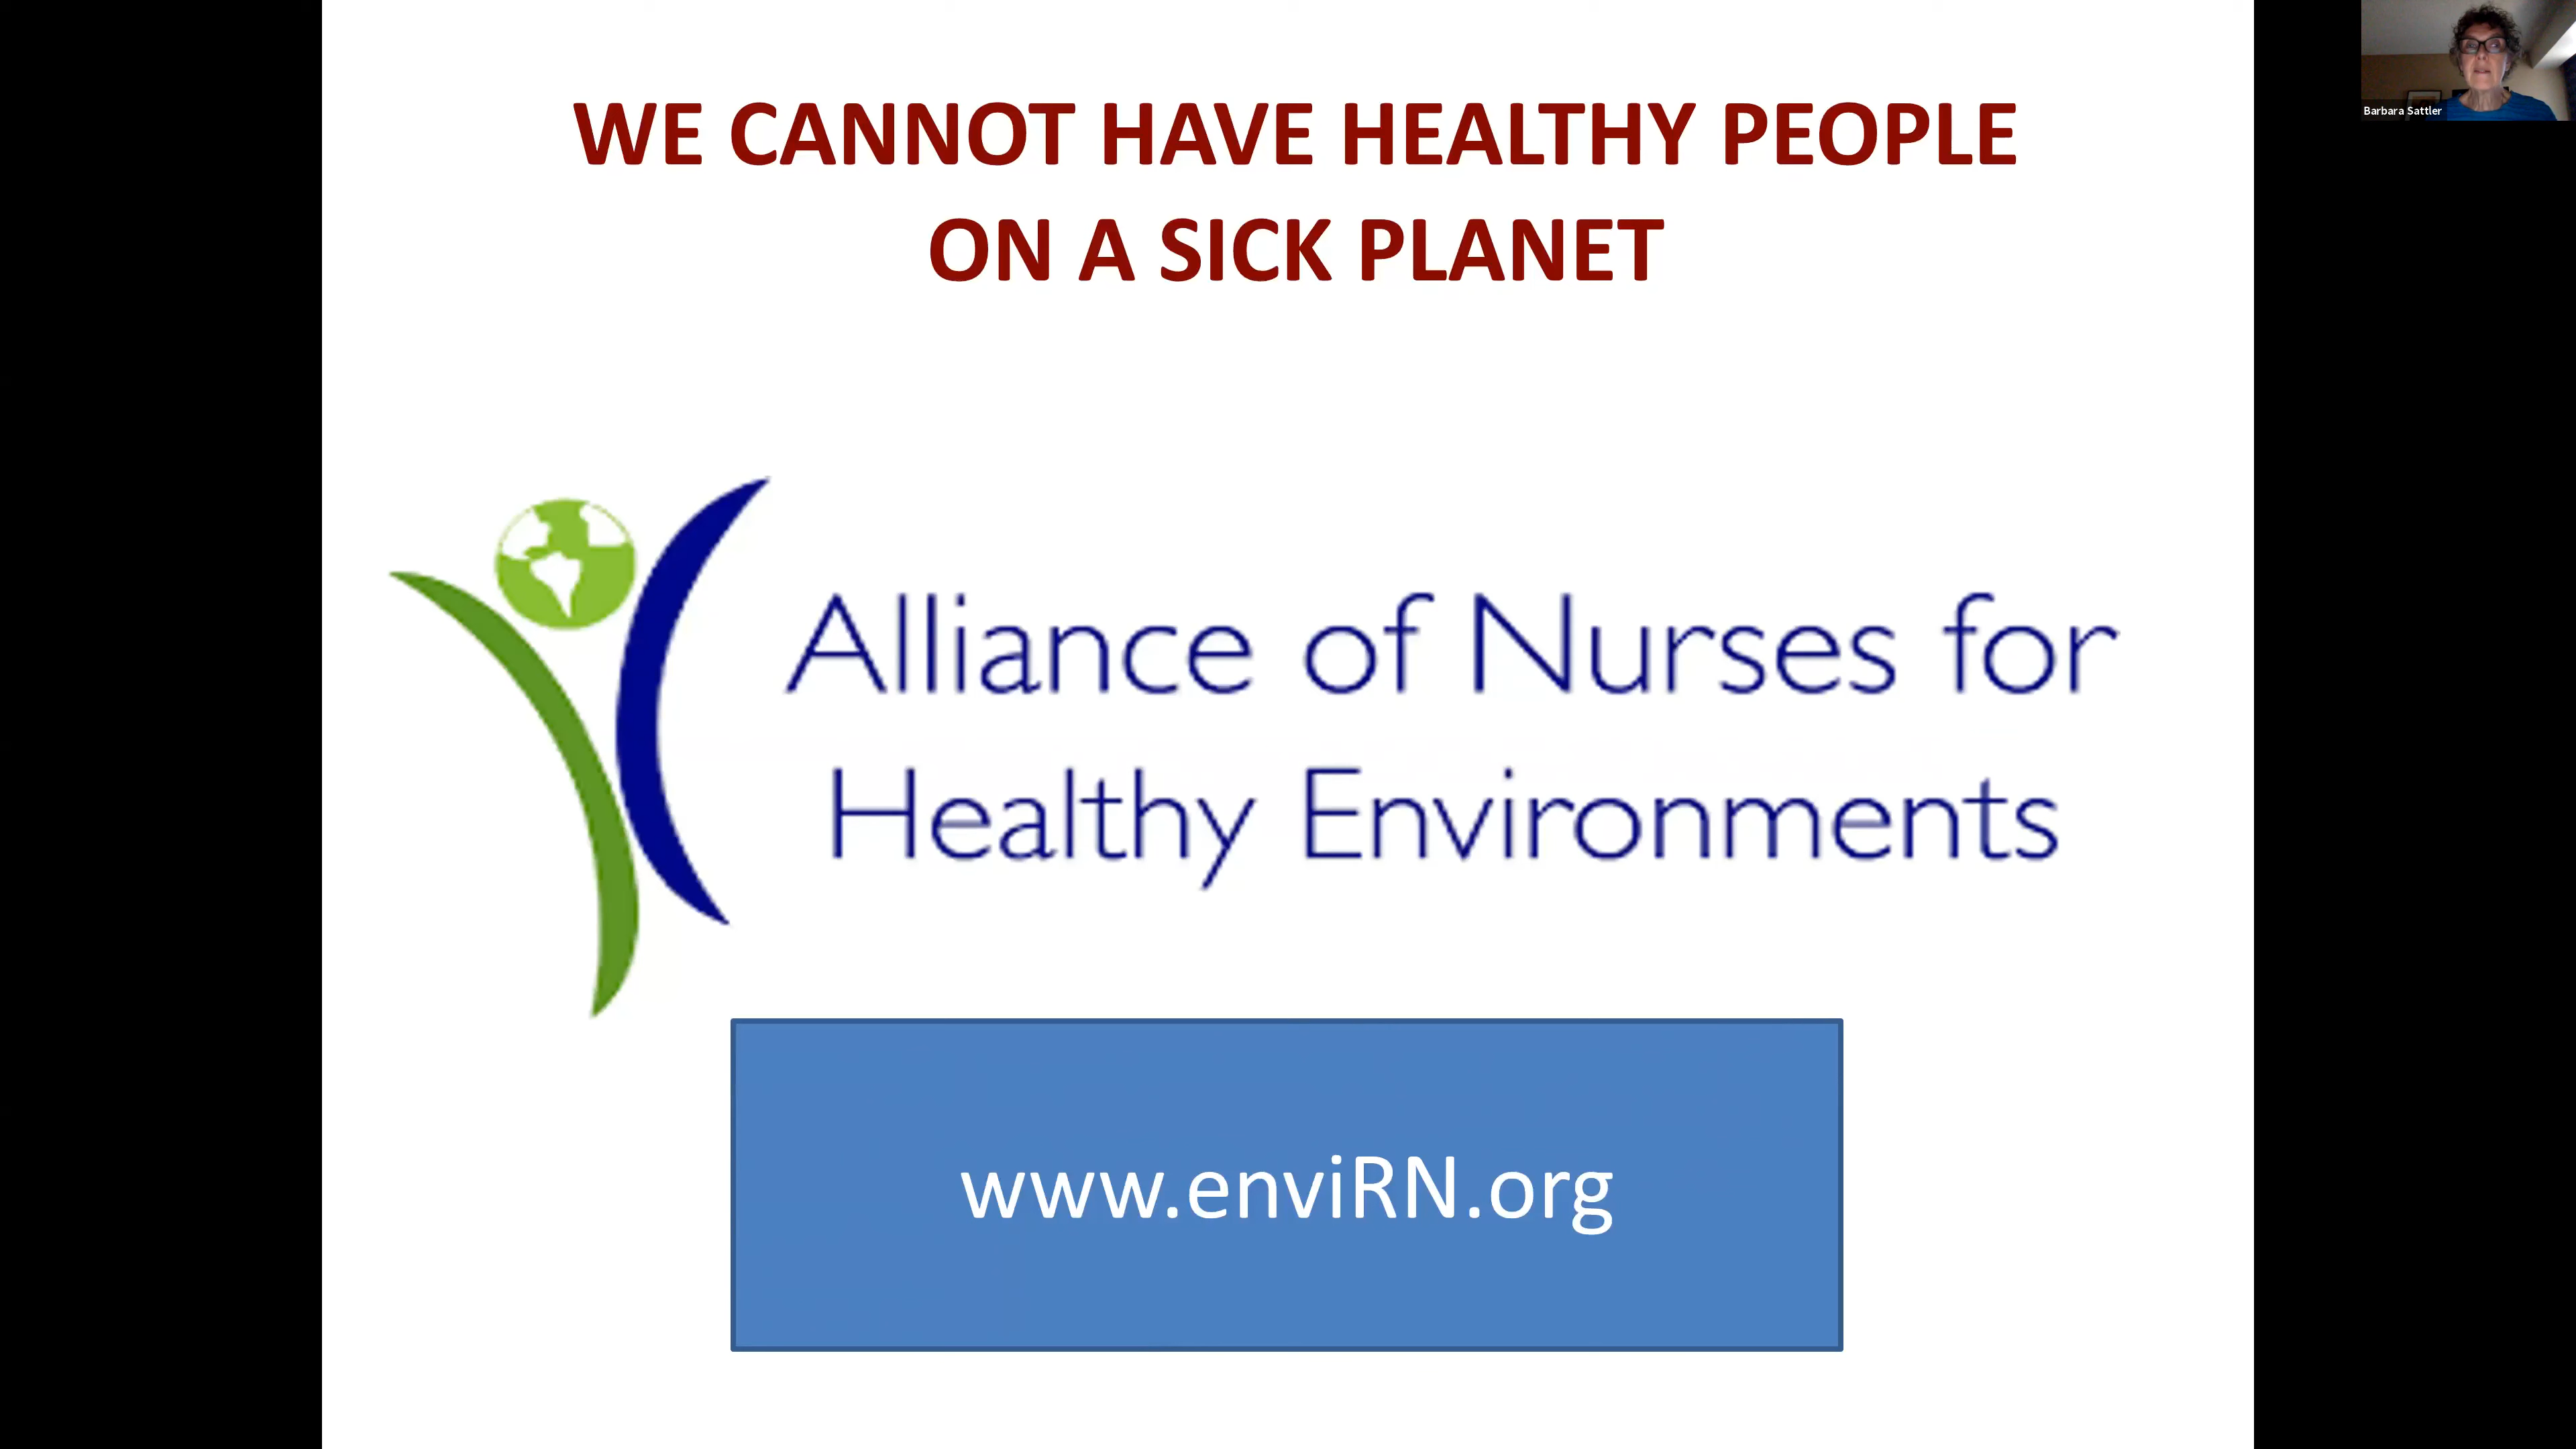 WE CANNOT HAVE HEALTHY PEOPLE
ON A SICK PLANET
Barbara Sattler
Alliance of Nurses for
Healthy Environments
www.enviRN.org